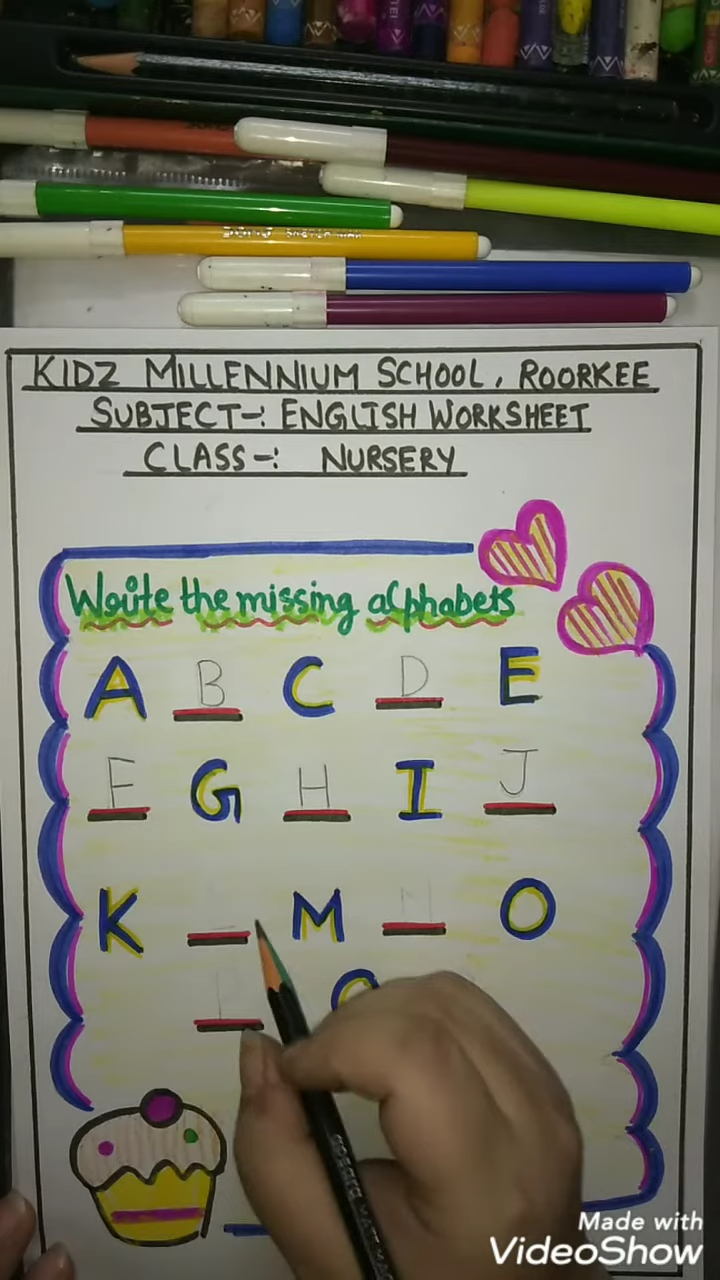 KIDZ MILLENNIUM SCHOOL, ROORKEE
SUBJECT-: ENGLISH WORKSHEET
CLASS-: NURSERY
Write the missing alphabets
A B C D E
F G H I J
K M N O
P
Made with
VideoShow